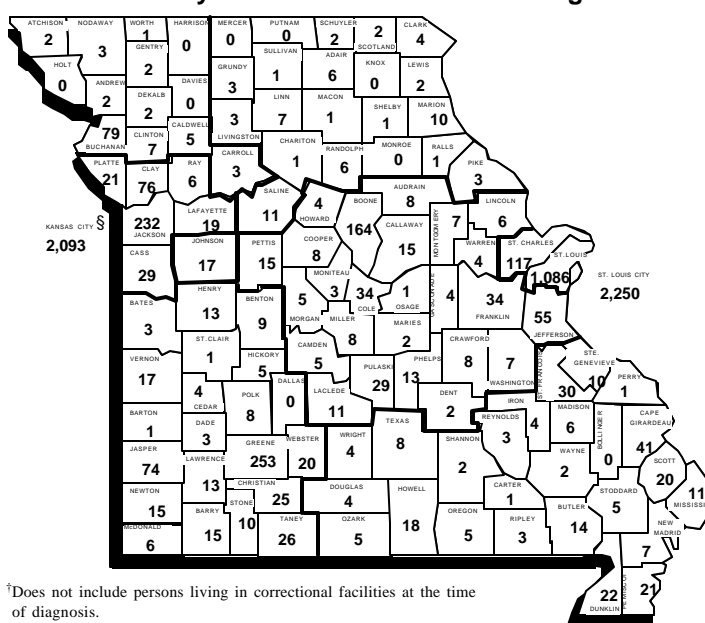 ATCHISON
2
NODAWAY
3
WORTH
1
HARRISON
0
MERCER
0
PUTNAM
0
SCHUYLER
2
2
SCOTLAND
CLARK
4
HOLT
0
ANDREW
2
GENTRY
2
DEKALB
2
DAVIES
0
GRUNDY
3
SULLIVAN
1
ADAIR
6
KNOX
0
LEWIS
2
79
BUCHANAN
CLINTON
7
CALDWELL
5
3
LIVINGSTON
LINN
7
MACON
1
SHELBY
1
MARION
10
PLATTE
21
CLAY
76
RAY
6
CARROLL
3
CHARITON
1
RANDOLPH
6
MONROE
0
RALLS
1
PIKE
3
KANSAS CITY §
2,093
232
JACKSON
LAFAYETTE
19
SALINE
11
4
HOWARD
BOONE
164
AUDRAIN
8
CALLAWAY
15
MONTGOMERY
7
LINCOLN
6
WARREN
4
ST. CHARLES
117
ST.LOUIS
1,086
ST. LOUIS CITY
2,250
CASS
29
JOHNSON
17
PETTIS
15
COOPER
8
MONITEAU
3
34
COLE
1
OSAGE
GASCONADE
4
34
FRANKLIN
55
JEFFERSON
BATES
3
HENRY
13
BENTON
9
5
MORGAN
MILLER
8
MARIES
2
VERNON
17
ST.CLAIR
1
HICKORY
5
CAMDEN
5
PULASKI
29
PHELPS
13
CRAWFORD
8
7
WASHINGTON
ST. FRANCOIS
30
STE.
GENEVIEVE
10
PERRY
1
4
CEDAR
POLK
8
DALLAS
0
LACLEDE
11
DENT
2
IRON
4
REYNOLDS
3
MADISON
6
BOLLINGER
0
CAPE
GIRARDEAU
41
BARTON
1
DADE
3
GREENE
253
WEBSTER
20
WRIGHT
4
TEXAS
8
SHANNON
2
WAYNE
2
SCOTT
20
11
MISSISSI
JASPER
74
LAWRENCE
13
CHRISTIAN
25
DOUGLAS
4
HOWELL
18
CARTER
1
BUTLER
14
STODDARD
5
NEW
MADRID
7
NEWTON
15
BARRY
15
STONE
10
TANEY
26
OZARK
5
OREGON
5
RIPLEY
3
McDONALD
6
22
DUNKLIN
PEMISCOT
21
†Does not include persons living in correctional facilities at the time
of diagnosis.